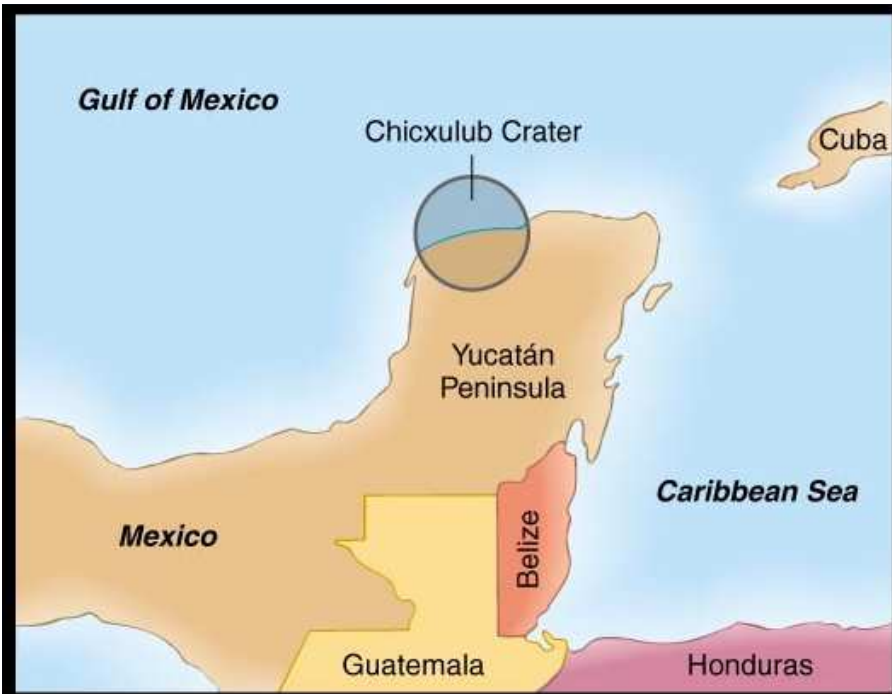 Gulf of Mexico
Chicxulub Crater
Cuba
Yucatán
Peninsula
Caribbean Sea
Mexico
Belize
Guatemala
Honduras